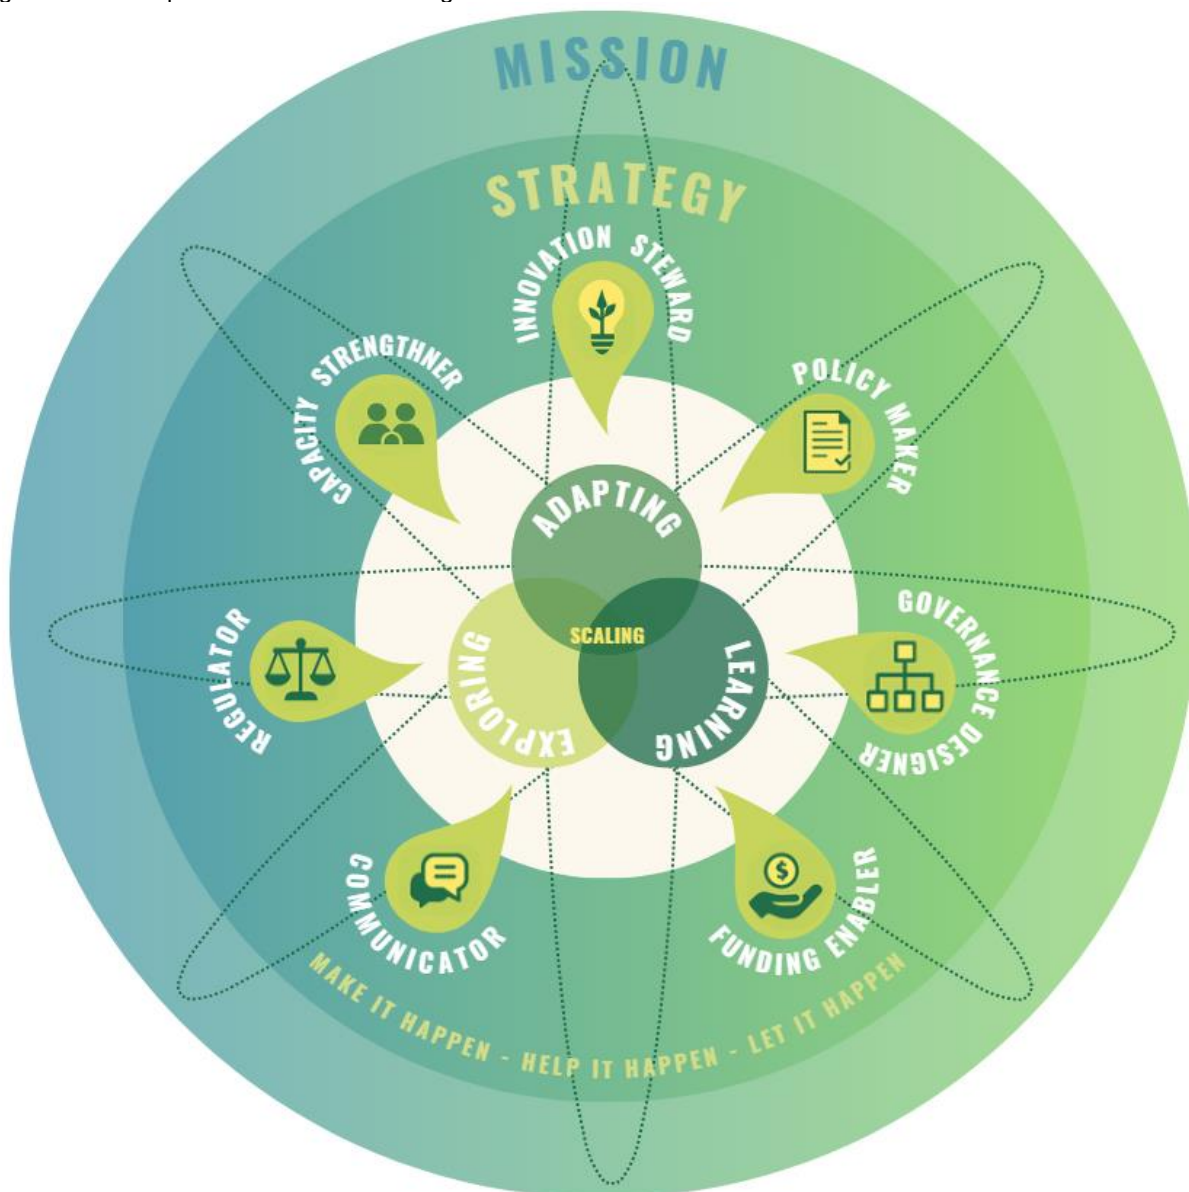 MISSION
STRATEGY
INNOVATION STEWARD
POLICY MAKER
CAPACITY STRENGTHNER
ADAPTING
GOVERNANCE DESIGNER
REGULATOR
SCALING
EXPLORING
LEARNING
$
COMMUNICATOR
FUNDING ENABLER
MAKE IT HAPPEN - HELP IT HAPPEN - LET IT HAPPEN